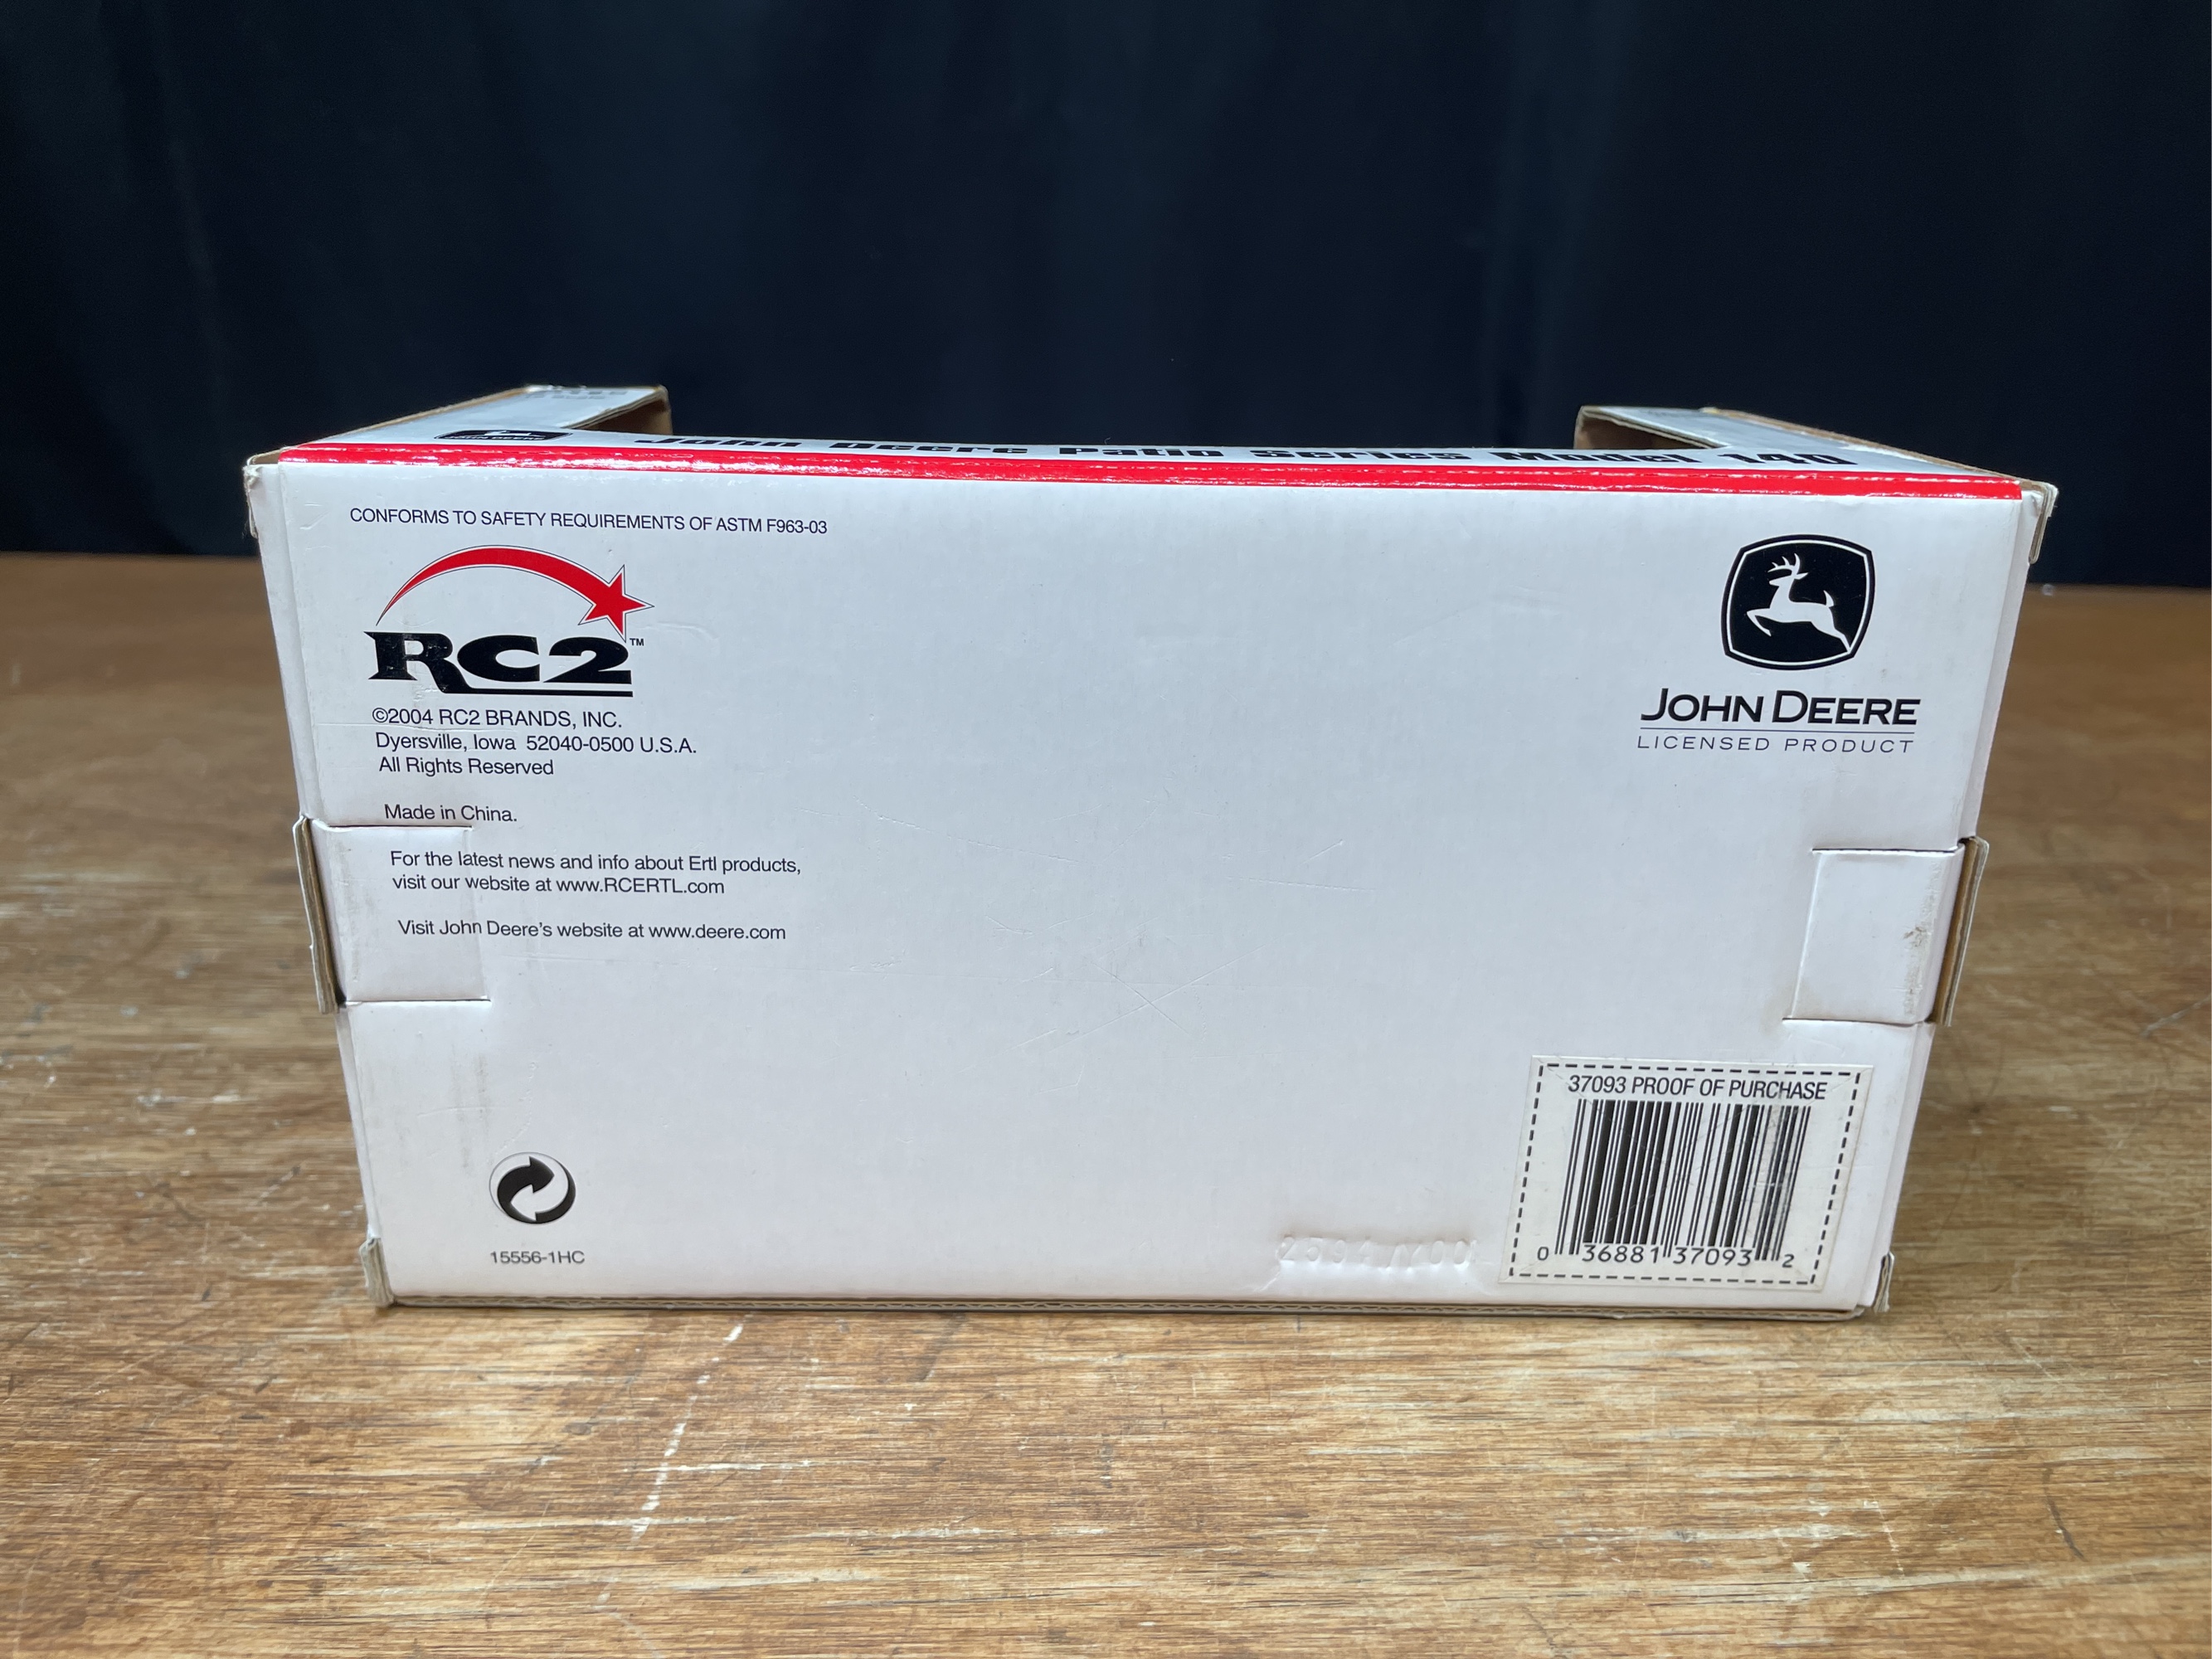 JOHN DEERE
John Deere Patio Series Model 140
CONFORMS TO SAFETY REQUIREMENTS OF ASTM F963-03
RC2™
©2004 RC2 BRANDS, INC.
Dyersville, Iowa 52040-0500 U.S.A.
All Rights Reserved
Made in China.
For the latest news and info about Ertl products,
visit our website at www.RCERTL.com
Visit John Deere's website at www.deere.com
15556-1HC
JOHN DEERE
LICENSED PRODUCT
37093 PROOF OF PURCHASE
0 36881 37093 2